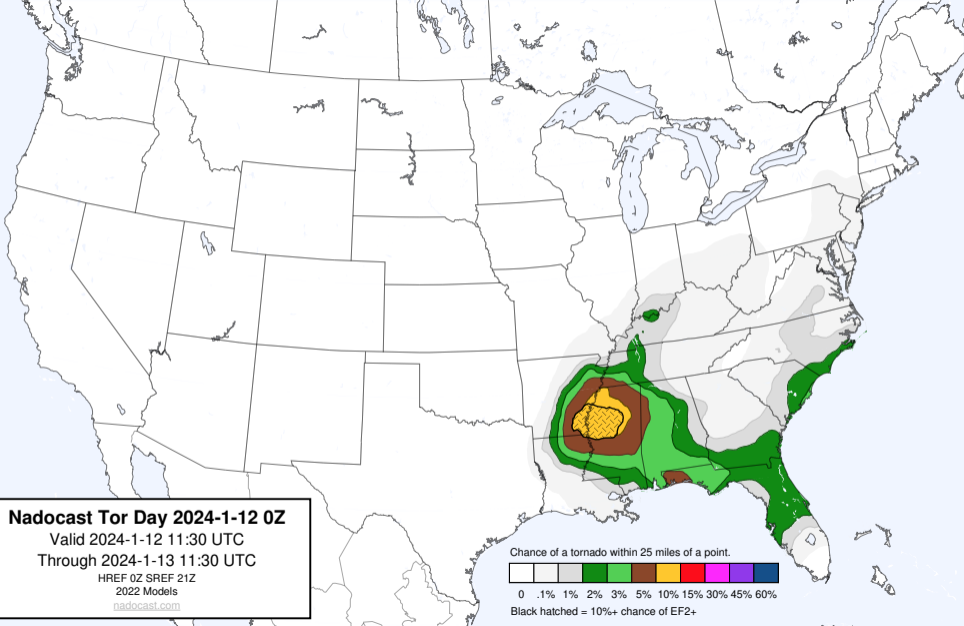 Nadocast Tor Day 2024-1-12 0Z
Valid 2024-1-12 11:30 UTC
Through 2024-1-13 11:30 UTC
HREF 0Z SREF 21Z
2022 Models
nadocast.com
Chance of a tornado within 25 miles of a point.
0 .1% 1% 2% 3% 5% 10% 15% 30% 45% 60%
Black hatched = 10%+ chance of EF2+